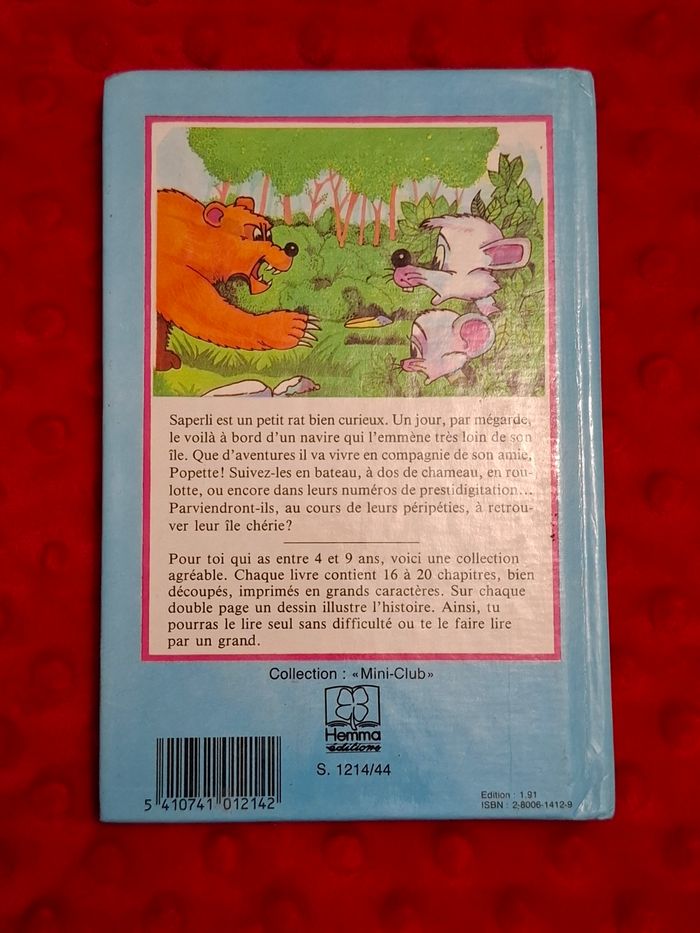 Saperli est un petit rat bien curieux. Un jour, par mégarde,
le voilà à bord d'un navire qui l'emmène très loin de son
île. Que d'aventures il va vivre en compagnie de son amie,
Popette! Suivez-les en bateau, à dos de chameau, en rou-
lotte, ou encore dans leurs numéros de prestidigitation...
Parviendront-ils, au cours de leurs péripéties, à retrou-
ver leur île chérie?
Pour toi qui as entre 4 et 9 ans, voici une collection
agréable. Chaque livre contient 16 à 20 chapitres, bien
découpés, imprimés en grands caractères. Sur chaque
double page un dessin illustre l'histoire. Ainsi, tu
pourras le lire seul sans difficulté ou te le faire lire
par un grand.
Collection : «Mini-Club»
Hemma
éditions
S. 1214/44
5 410741 012142
Edition : 1.91
ISBN : 2-8006-1412-9